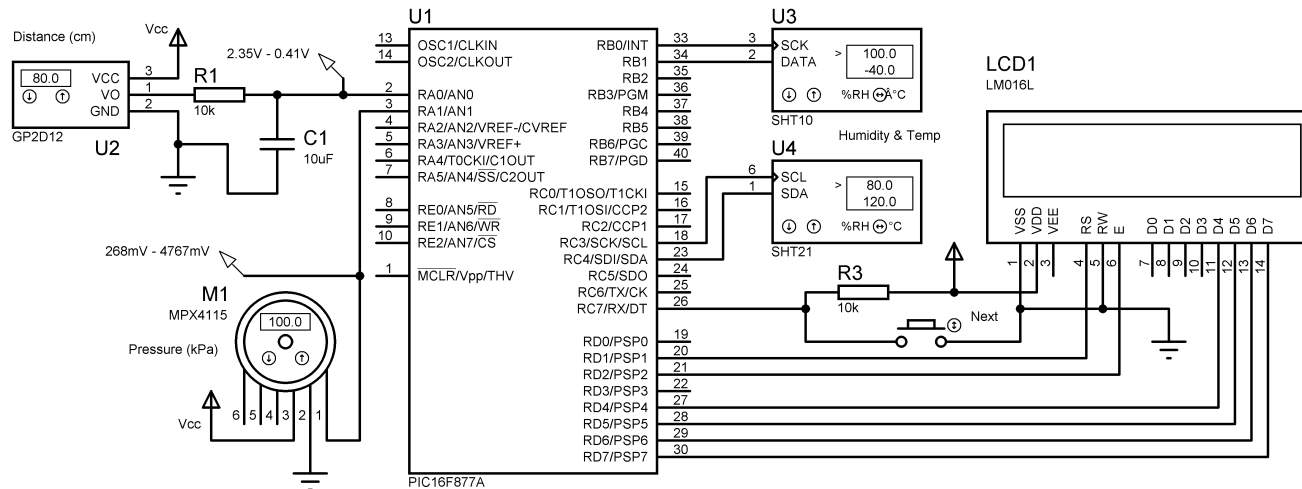 Distance (cm)
Vcc
80.0
VCC 3
VO 1
GND 2
GP2D12
U2
R1
10k
C1
10uF
2.35V - 0.41V
268mV - 4767mV
M1
MPX4115
100.0
Pressure (kPa)
Vcc
6 5 4 3 2 1
U1
13 OSC1/CLKIN
14 OSC2/CLKOUT
2 RA0/AN0
3 RA1/AN1
4 RA2/AN2/VREF-/CVREF
5 RA3/AN3/VREF+
6 RA4/T0CKI/C1OUT
7 RA5/AN4/SS/C2OUT
8 RE0/AN5/RD
9 RE1/AN6/WR
10 RE2/AN7/CS
1 MCLR/Vpp/THV
RB0/INT 33
RB1 34
RB2 35
RB3/PGM 36
RB4 37
RB5 38
RB6/PGC 39
RB7/PGD 40
RC0/T1OSO/T1CKI 15
RC1/T1OSI/CCP2 16
RC2/CCP1 17
RC3/SCK/SCL 18
RC4/SDI/SDA 23
RC5/SDO 24
RC6/TX/CK 25
RC7/RX/DT 26
RD0/PSP0 19
RD1/PSP1 20
RD2/PSP2 21
RD3/PSP3 22
RD4/PSP4 27
RD5/PSP5 28
RD6/PSP6 29
RD7/PSP7 30
PIC16F877A
U3
3 SCK
2 DATA
> 100.0
-40.0
%RH Â°C
SHT10
Humidity & Temp
U4
6 SCL
1 SDA
> 80.0
120.0
%RH °C
SHT21
R3
10k
Next
LCD1
LM016L
VSS VDD VEE RS RW E D0 D1 D2 D3 D4 D5 D6 D7
1 2 3 4 5 6 7 8 9 10 11 12 13 14